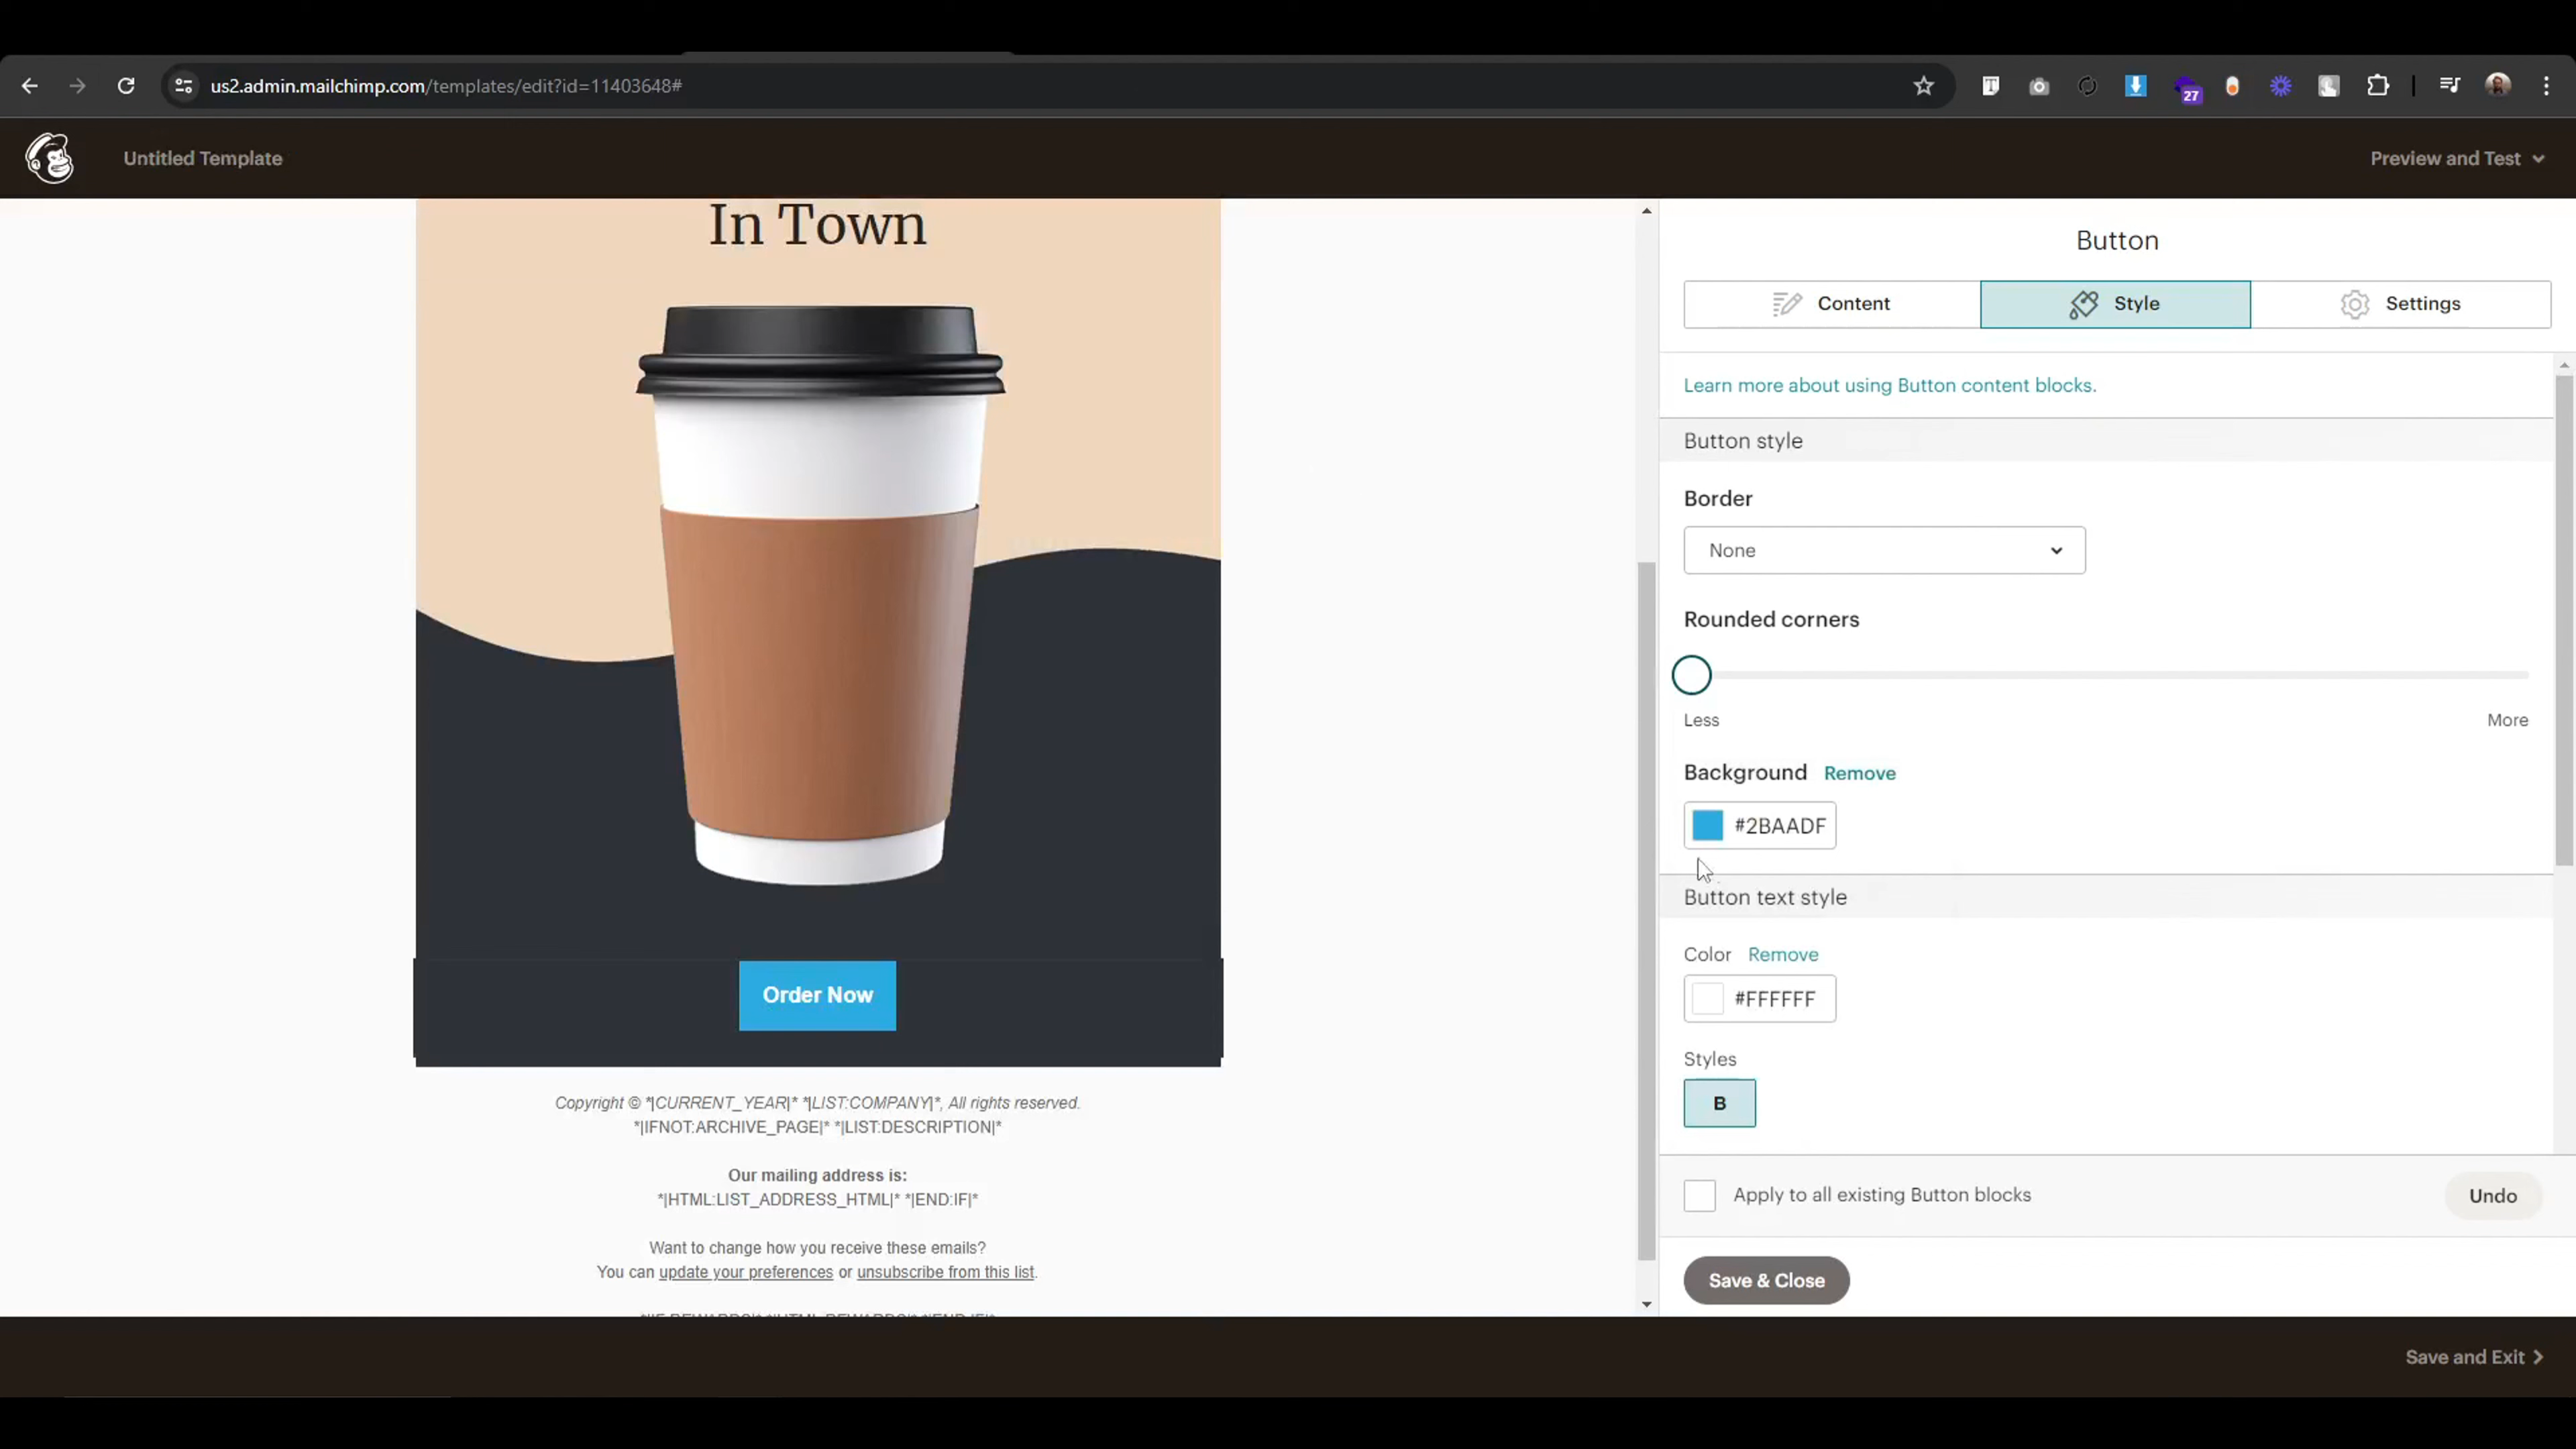 us2.admin.mailchimp.com/templates/edit?id=11403648#
27
Untitled Template
Preview and Test
In Town
Order Now
Copyright © *|CURRENT_YEAR|* *|LIST:COMPANY|*, All rights reserved.
*|IFNOT:ARCHIVE_PAGE|* *|LIST:DESCRIPTION|*
Our mailing address is:
*|HTML:LIST_ADDRESS_HTML|* *|END:IF|*
Want to change how you receive these emails?
You can update your preferences or unsubscribe from this list.
Button
Content
Style
Settings
Learn more about using Button content blocks.
Button style
Border
None
Rounded corners
Less
More
Background Remove
#2BAADF
Button text style
Color Remove
#FFFFFF
Styles
B
Apply to all existing Button blocks
Undo
Save & Close
Save and Exit